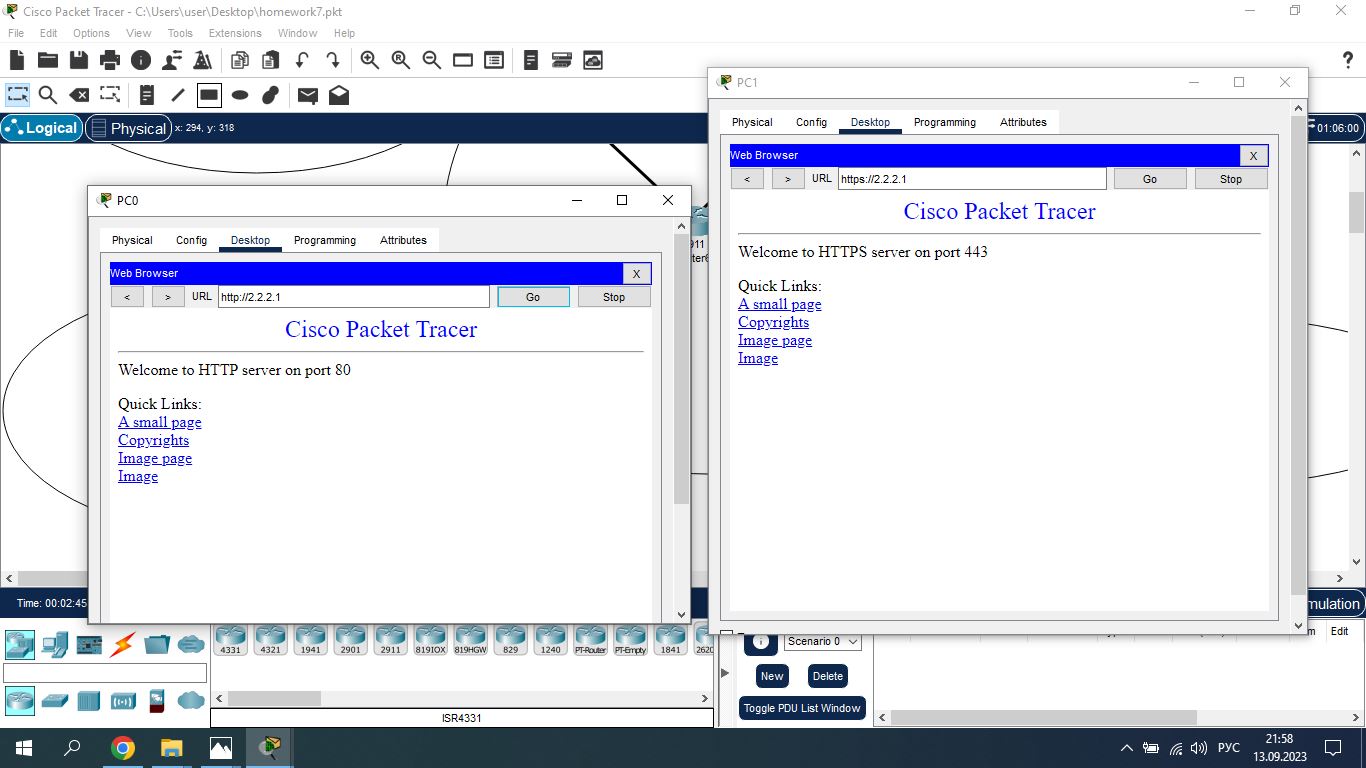 Cisco Packet Tracer - C:\Users\user\Desktop\homework7.pkt
File Edit Options View Tools Extensions Window Help
?
Logical Physical x: 294, y: 318
01:06:00
PC1
Physical Config Desktop Programming Attributes
Web Browser X
< > URL https://2.2.2.1 Go Stop
Cisco Packet Tracer
Welcome to HTTPS server on port 443
Quick Links:
A small page
Copyrights
Image page
Image
PC0
Physical Config Desktop Programming Attributes
Web Browser X
< > URL http://2.2.2.1 Go Stop
Cisco Packet Tracer
Welcome to HTTP server on port 80
Quick Links:
A small page
Copyrights
Image page
Image
Time: 00:02:45
mulation
4331 4321 1941 2901 2911 819IOX 819HGW 829 1240 PT-Router PT-Empty 1841 2620
Scenario 0
Edit
New Delete
Toggle PDU List Window
ISR4331
РУС
21:58
13.09.2023